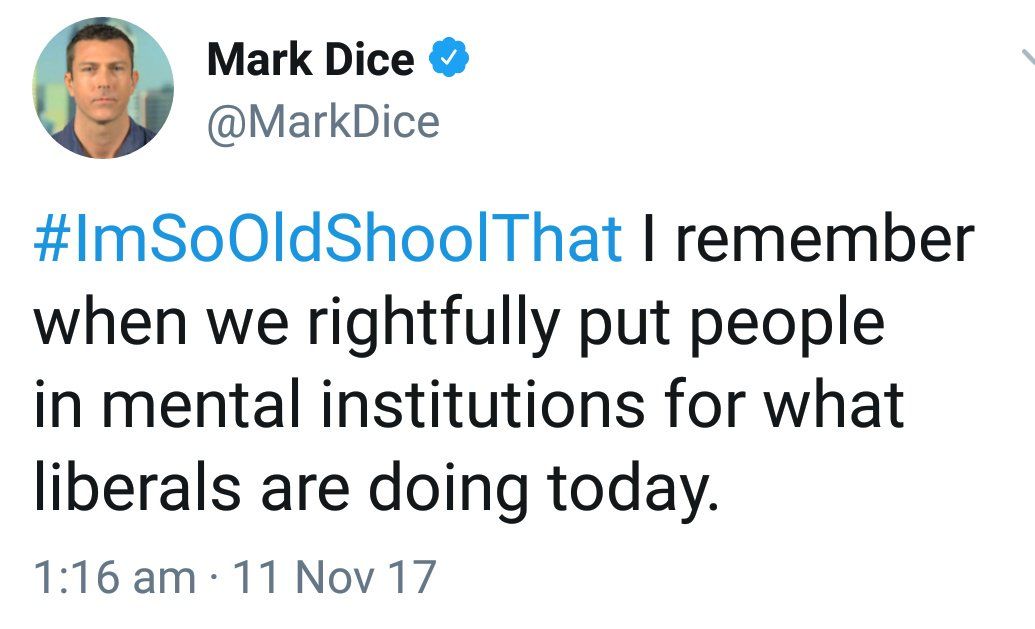 Mark Dice
@MarkDice
#ImSoOldShoolThat I remember
when we rightfully put people
in mental institutions for what
liberals are doing today.
1:16 am · 11 Nov 17